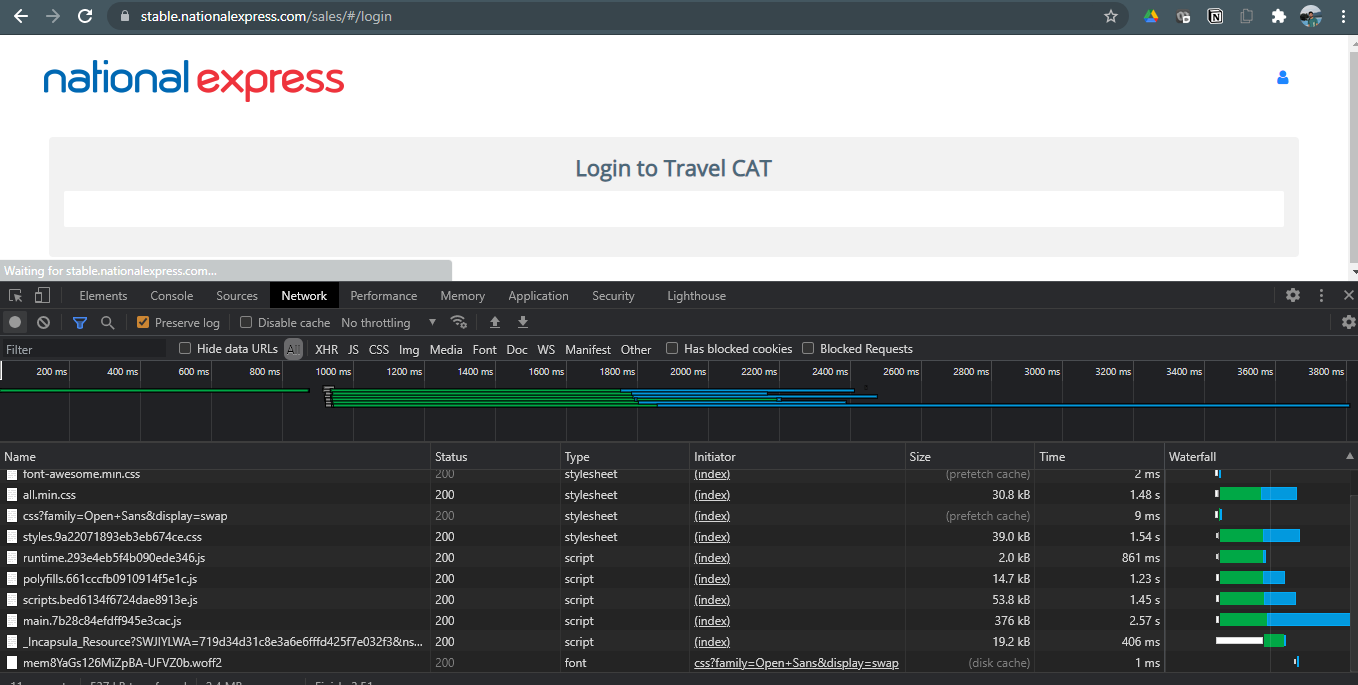 stable.nationalexpress.com/sales/#/login
national express
Login to Travel CAT
Waiting for stable.nationalexpress.com...
Elements Console Sources Network Performance Memory Application Security Lighthouse
Preserve log Disable cache No throttling
Filter Hide data URLs All XHR JS CSS Img Media Font Doc WS Manifest Other Has blocked cookies Blocked Requests
200 ms 400 ms 600 ms 800 ms 1000 ms 1200 ms 1400 ms 1600 ms 1800 ms 2000 ms 2200 ms 2400 ms 2600 ms 2800 ms 3000 ms 3200 ms 3400 ms 3600 ms 3800 ms
Name Status Type Initiator Size Time Waterfall
font-awesome.min.css 200 stylesheet (index) (prefetch cache) 2 ms
all.min.css 200 stylesheet (index) 30.8 kB 1.48 s
css?family=Open+Sans&display=swap 200 stylesheet (index) (prefetch cache) 9 ms
styles.9a22071893eb3eb674ce.css 200 stylesheet (index) 39.0 kB 1.54 s
runtime.293e4eb5f4b090ede346.js 200 script (index) 2.0 kB 861 ms
polyfills.661cccfb0910914f5e1c.js 200 script (index) 14.7 kB 1.23 s
scripts.bed6134f6724dae8913e.js 200 script (index) 53.8 kB 1.45 s
main.7b28c84efdff945e3cac.js 200 script (index) 376 kB 2.57 s
_Incapsula_Resource?SWJIYLWA=719d34d31c8e3a6e6fffd425f7e032f3&ns... 200 script (index) 19.2 kB 406 ms
mem8YaGs126MiZpBA-UFVZ0b.woff2 200 font css?family=Open+Sans&display=swap (disk cache) 1 ms